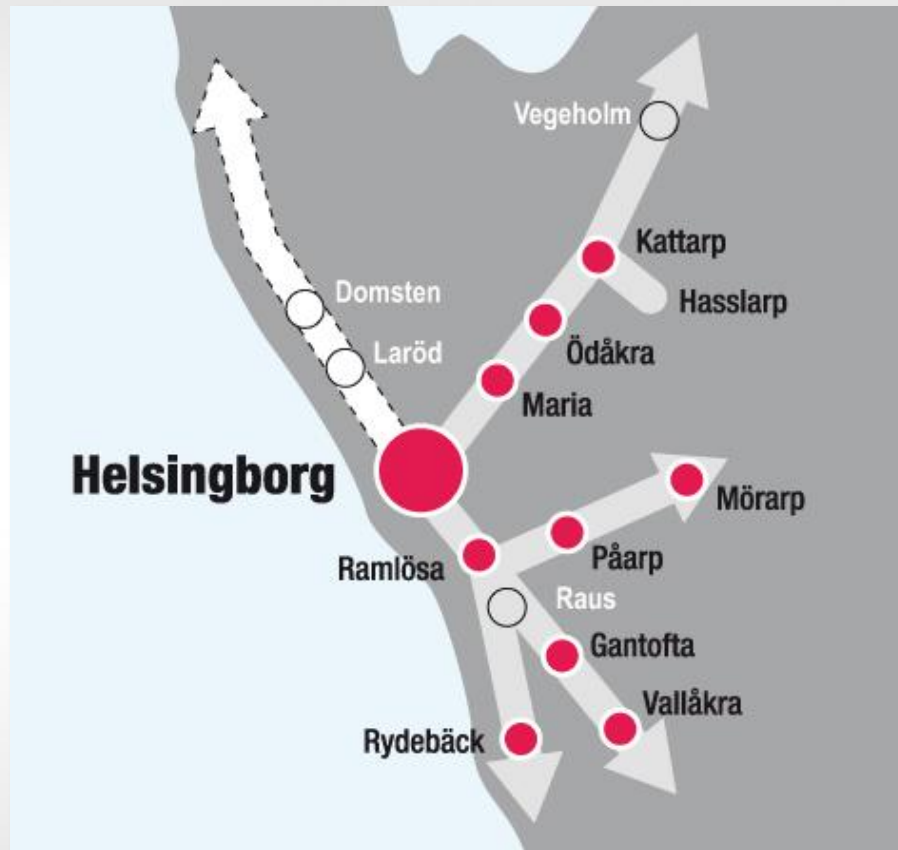 Vegeholm
Kattarp
Hasslarp
Domsten
Ödåkra
Laröd
Maria
Helsingborg
Mörarp
Påarp
Ramlösa
Raus
Gantofta
Vallåkra
Rydebäck